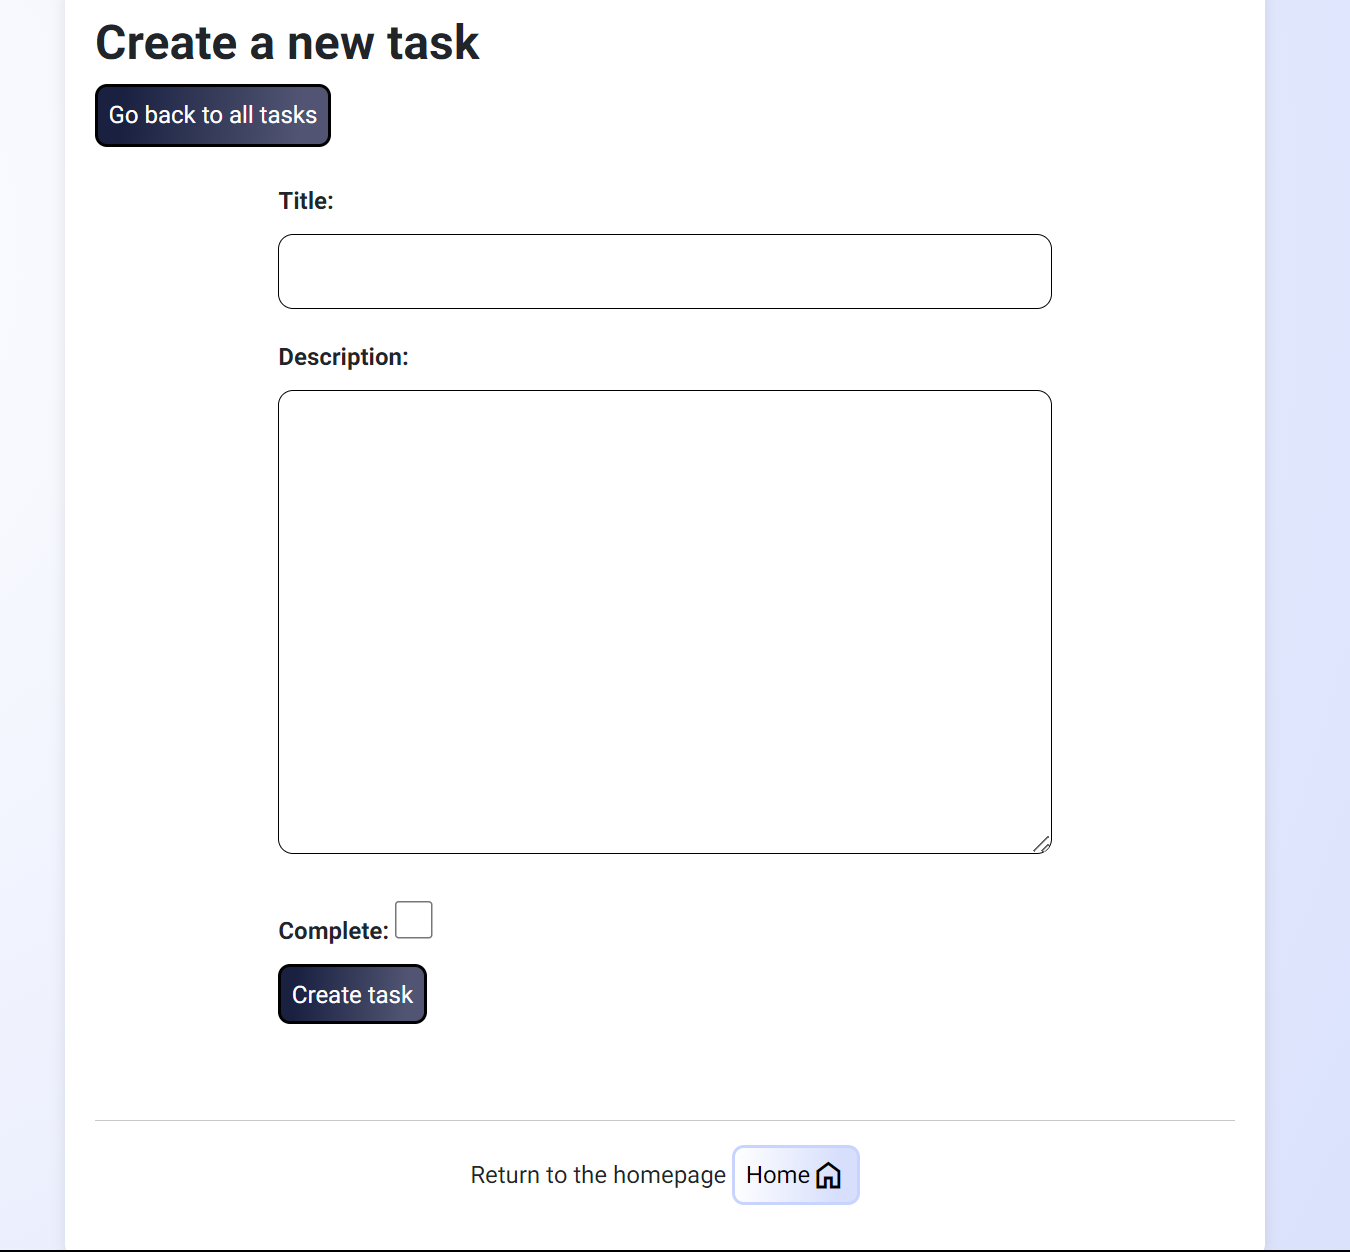 Create a new task
Go back to all tasks
Title:
Description:
Complete:
Create task
Return to the homepage Home